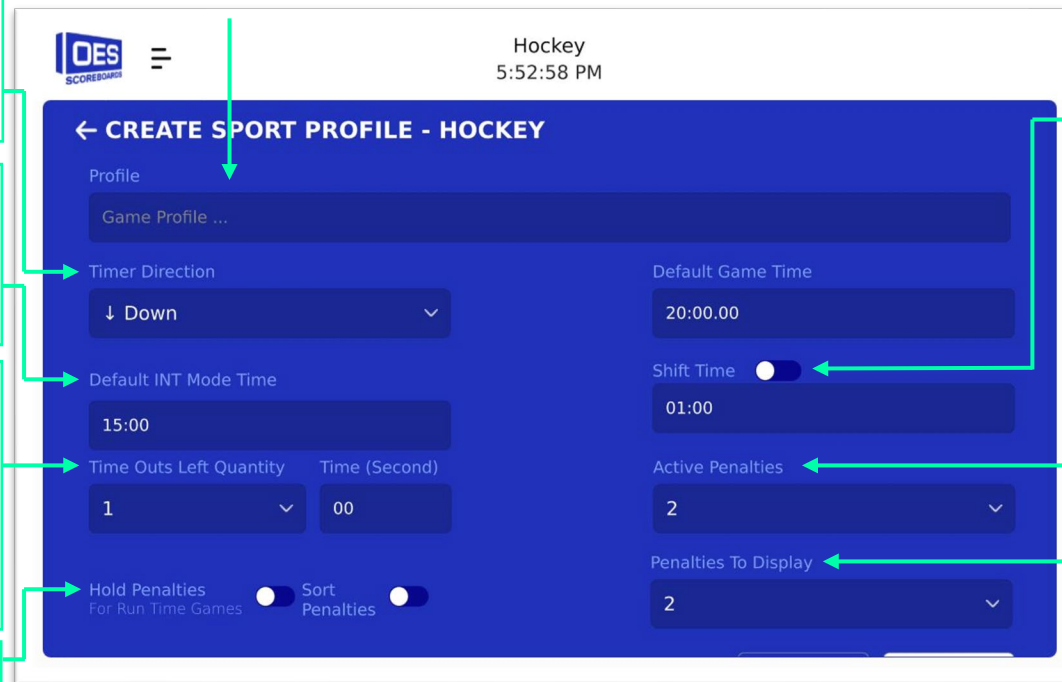 OES
SCOREBOARDS
Hockey
5:52:58 PM
← CREATE SPORT PROFILE - HOCKEY
Profile
Game Profile ...
Timer Direction
Default Game Time
↓ Down
20:00.00
Default INT Mode Time
Shift Time
15:00
01:00
Time Outs Left Quantity
Time (Second)
Active Penalties
1
00
2
Hold Penalties
For Run Time Games
Sort
Penalties
Penalties To Display
2